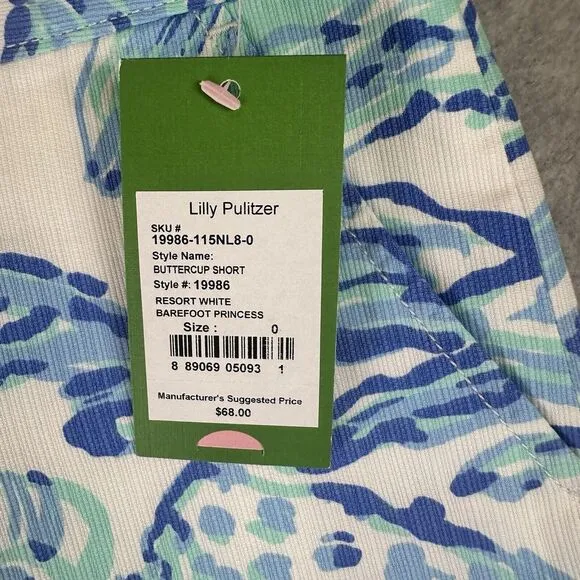 Lilly Pulitzer
SKU #
19986-115NL8-0
Style Name:
BUTTERCUP SHORT
Style #: 19986
RESORT WHITE
BAREFOOT PRINCESS
Size : 0
8 89069 05093 1
Manufacturer's Suggested Price
$68.00